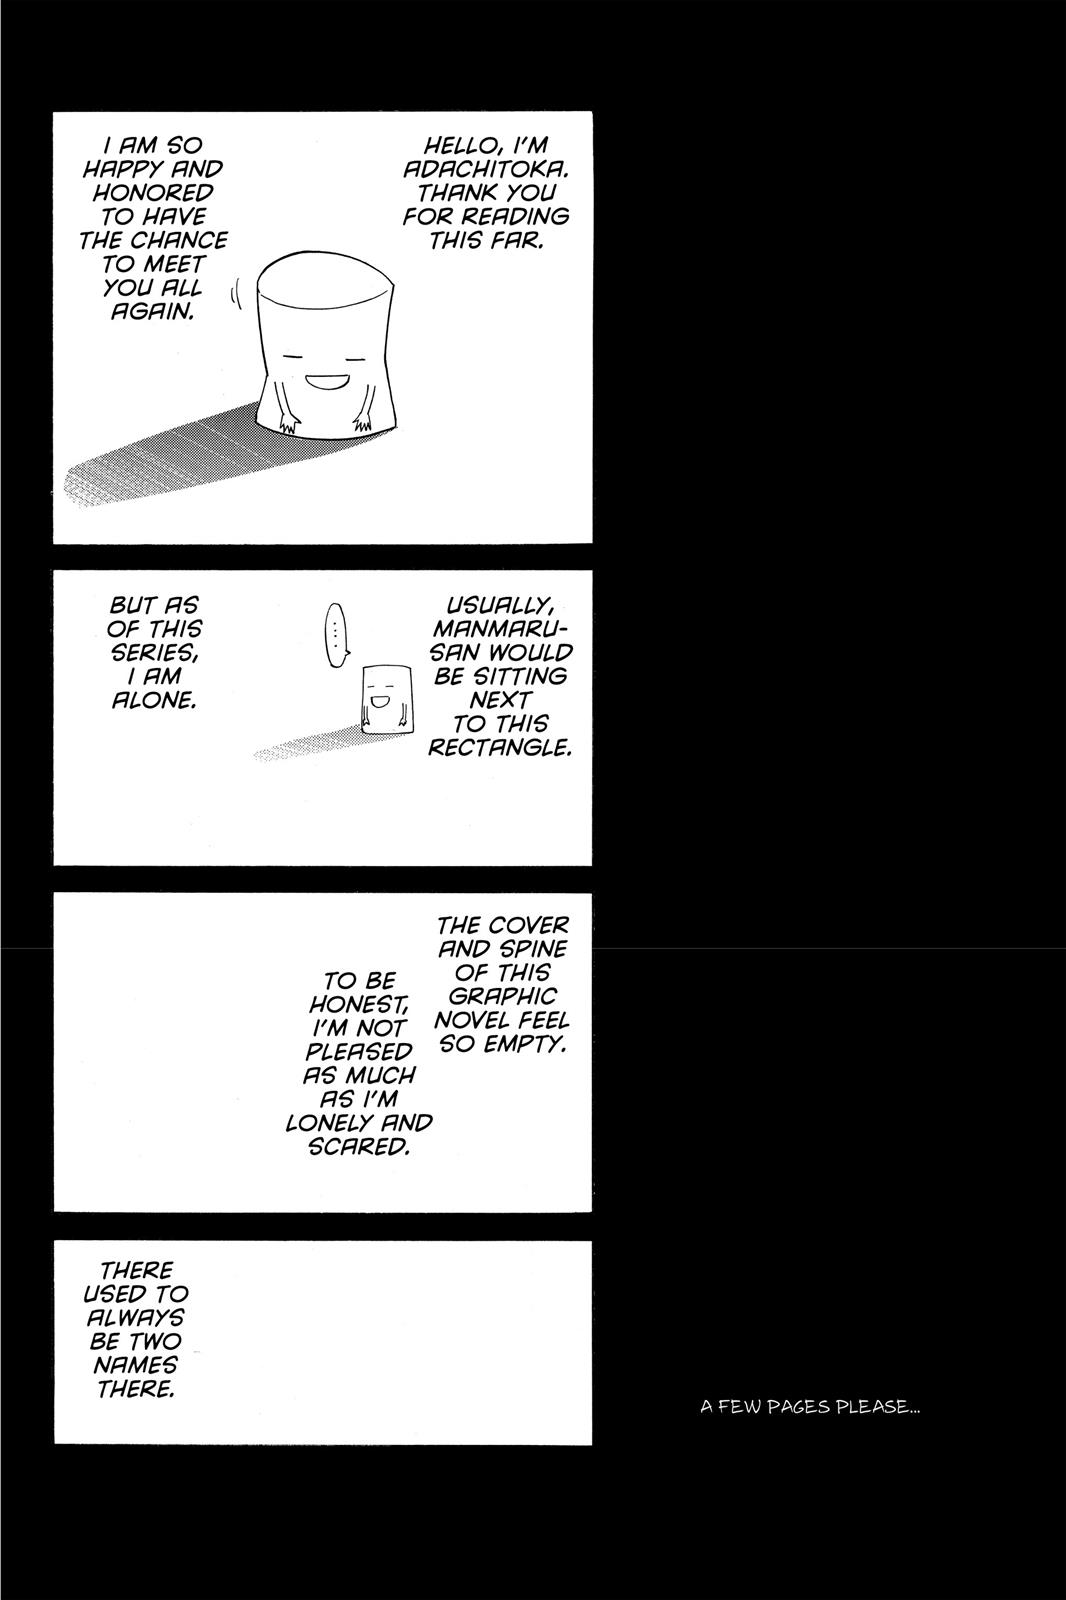 HELLO, I'M
ADACHITOKA.
THANK YOU
FOR READING
THIS FAR.
I AM SO
HAPPY AND
HONORED
TO HAVE
THE CHANCE
TO MEET
YOU ALL
AGAIN.
USUALLY,
MANMARU-
SAN WOULD
BE SITTING
NEXT
TO THIS
RECTANGLE.
.....
BUT AS
OF THIS
SERIES,
I AM
ALONE.
THE COVER
AND SPINE
OF THIS
GRAPHIC
NOVEL FEEL
SO EMPTY.
TO BE
HONEST,
I'M NOT
PLEASED
AS MUCH
AS I'M
LONELY AND
SCARED.
THERE
USED TO
ALWAYS
BE TWO
NAMES
THERE.
A FEW PAGES PLEASE...